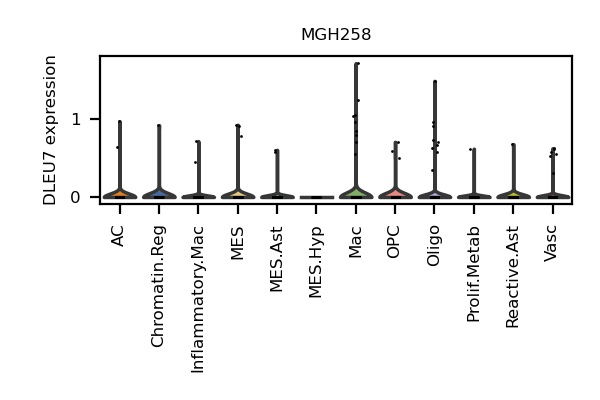 MGH258
DLEU7 expression
1
0
AC
Chromatin.Reg
Inflammatory.Mac
MES
MES.Ast
MES.Hyp
Mac
OPC
Oligo
Prolif.Metab
Reactive.Ast
Vasc